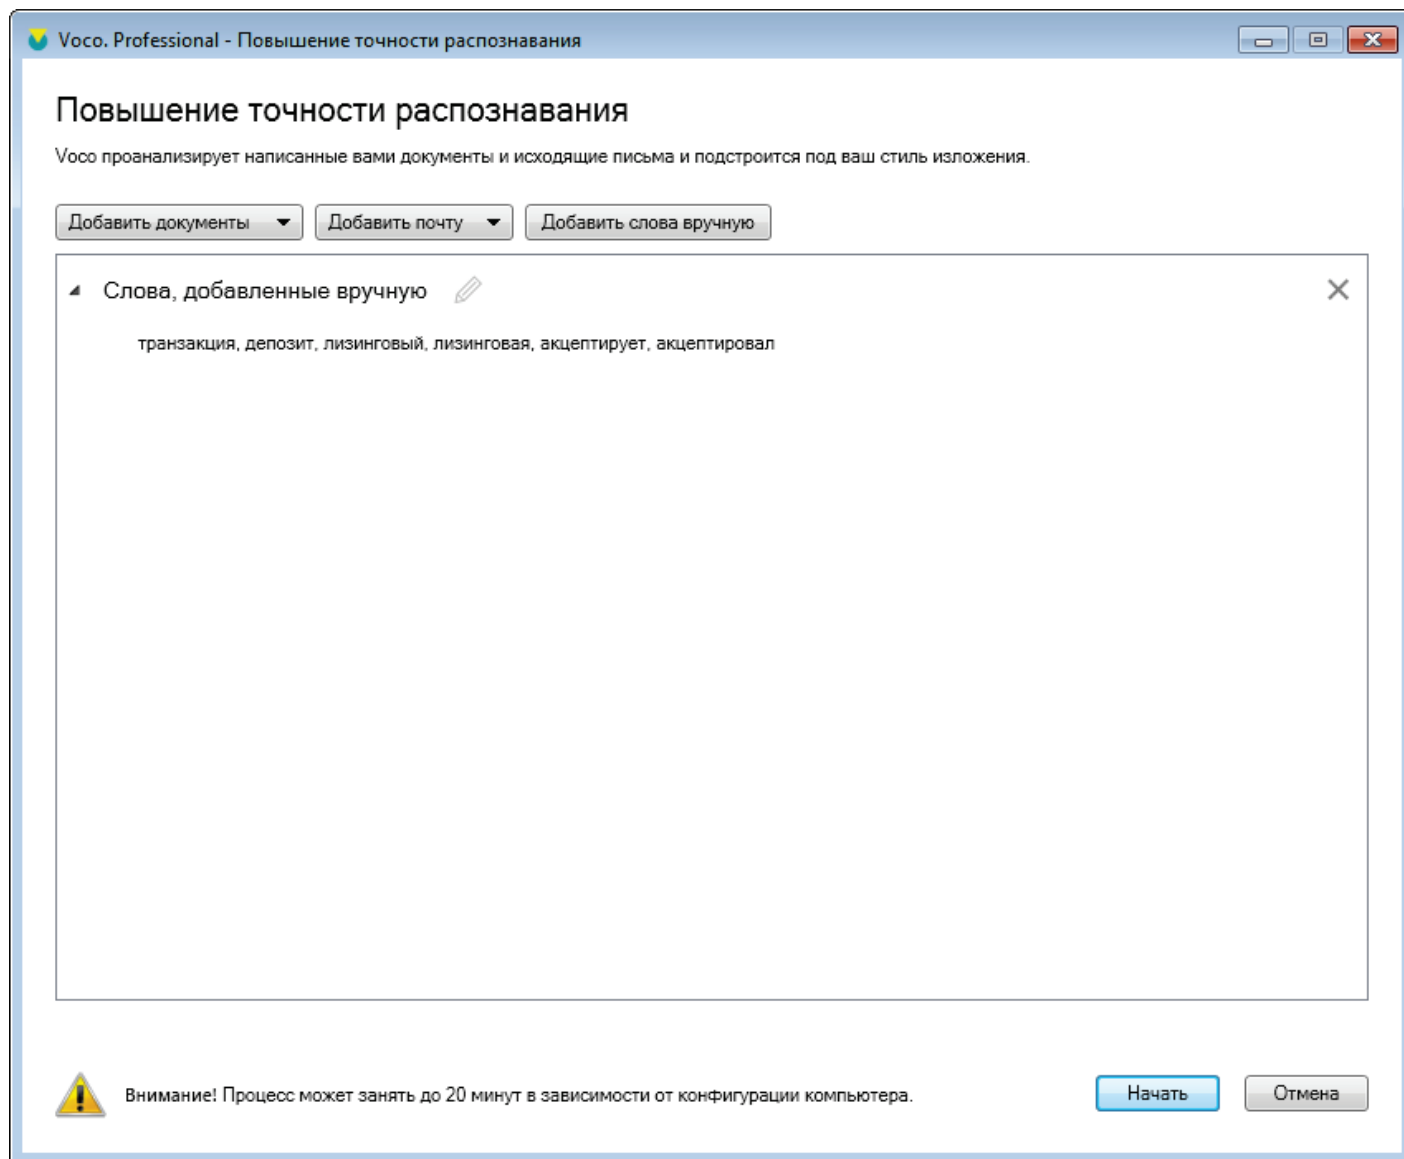 Voco. Professional - Повышение точности распознавания
Повышение точности распознавания
Voco проанализирует написанные вами документы и исходящие письма и подстроится под ваш стиль изложения.
Добавить документы Добавить почту Добавить слова вручную
Слова, добавленные вручную
транзакция, депозит, лизинговый, лизинговая, акцептирует, акцептировал
Внимание! Процесс может занять до 20 минут в зависимости от конфигурации компьютера. Начать Отмена